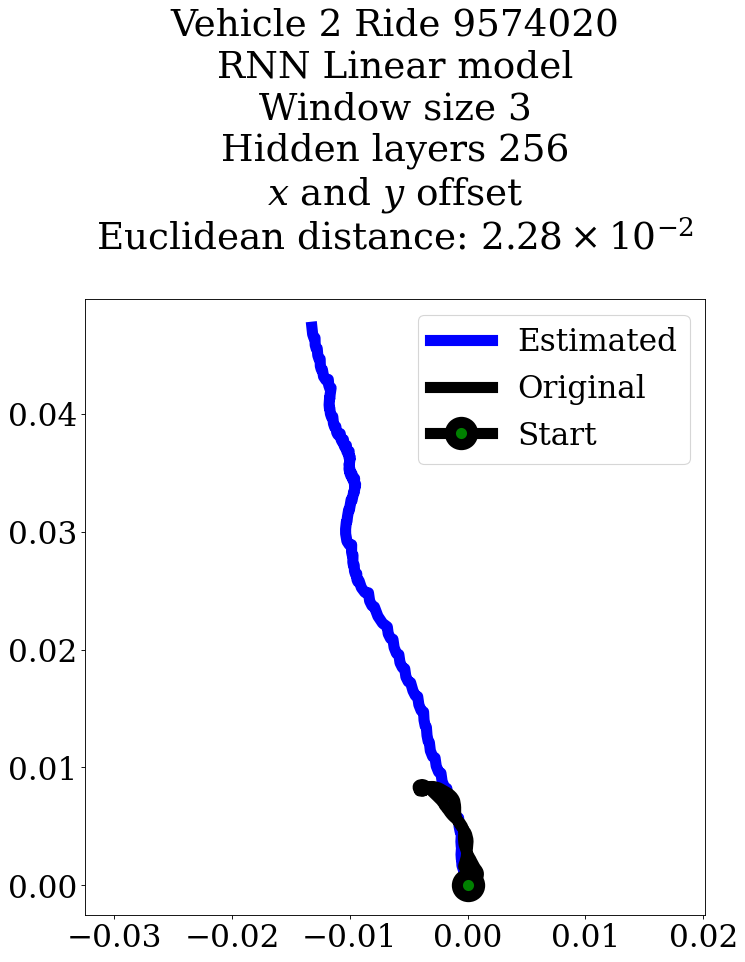 Vehicle 2 Ride 9574020
RNN Linear model
Window size 3
Hidden layers 256
x and y offset
Euclidean distance: 2.28 × 10⁻²
Estimated
Original
Start
0.04
0.03
0.02
0.01
0.00
−0.03 −0.02 −0.01 0.00 0.01 0.02